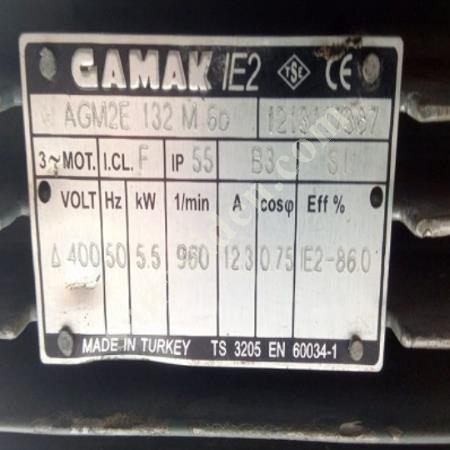 GAMAK IE2 TSE CE
AGM2E 132 M 6b
3~MOT. I.CL. F IP 55 B3 S1
VOLT Hz kW 1/min A cosφ Eff %
Δ 400 50 5.5 960 12.3 0.75 IE2-86.0
MADE IN TURKEY TS 3205 EN 60034-1